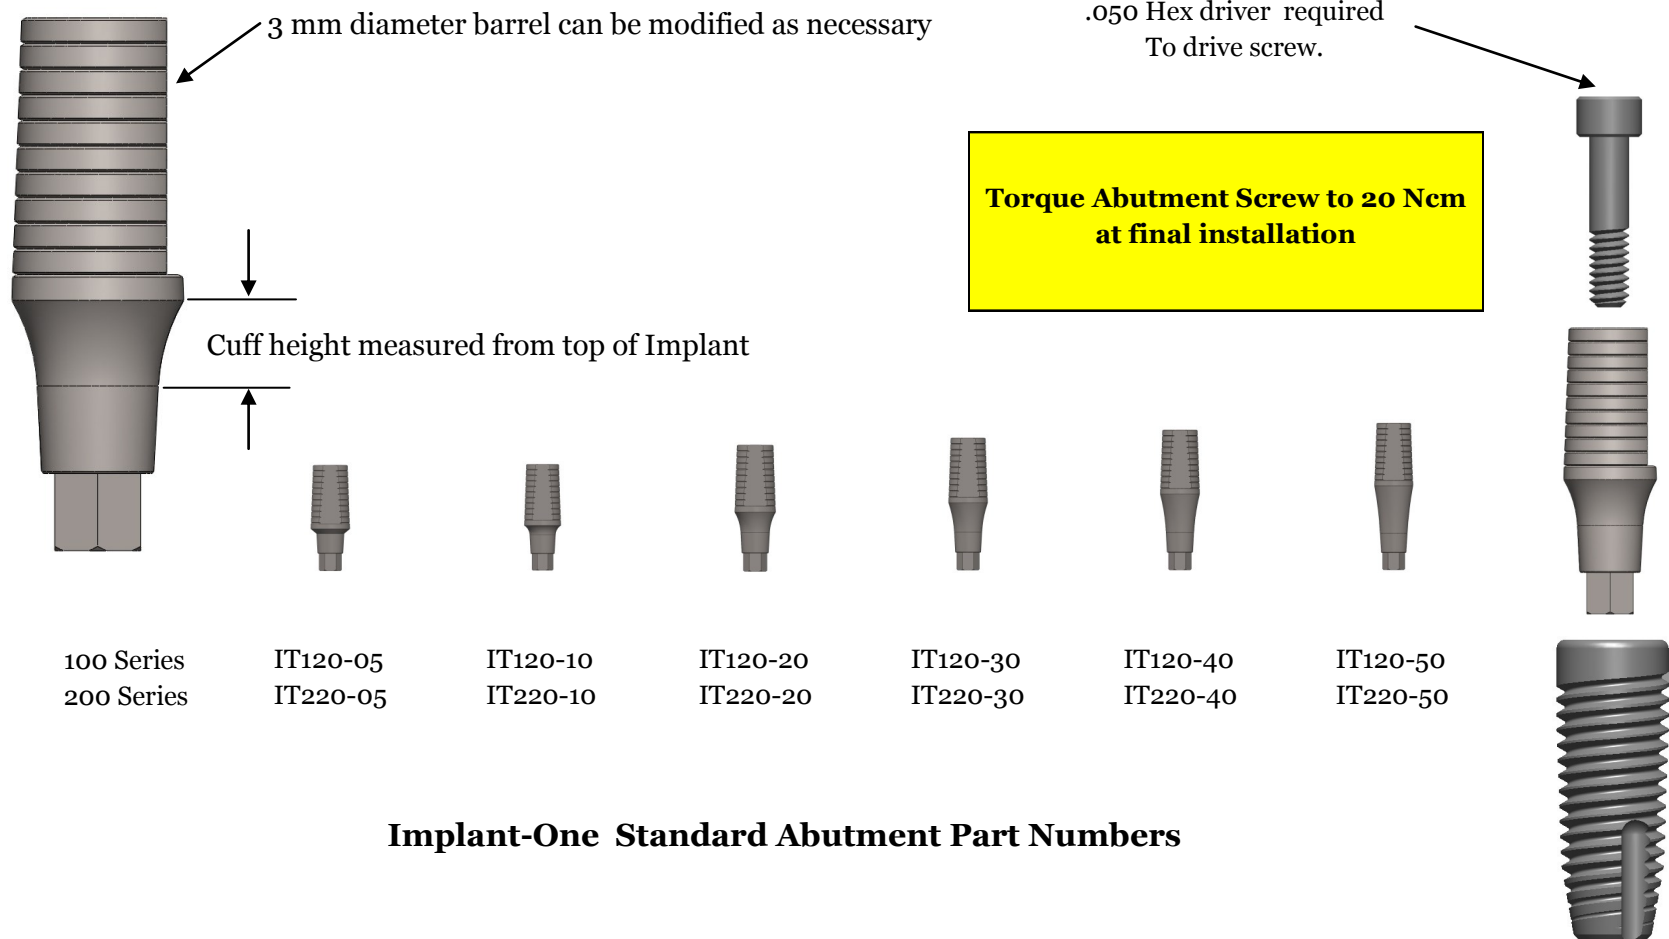 3 mm diameter barrel can be modified as necessary
.050 Hex driver required
To drive screw.
Torque Abutment Screw to 20 Ncm
at final installation
Cuff height measured from top of Implant
100 Series IT120-05 IT120-10 IT120-20 IT120-30 IT120-40 IT120-50
200 Series IT220-05 IT220-10 IT220-20 IT220-30 IT220-40 IT220-50
Implant-One Standard Abutment Part Numbers